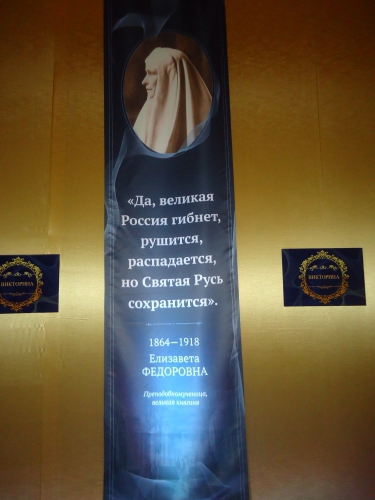 «Да, великая
Россия гибнет,
рушится,
распадается,
но Святая Русь
сохранится».
1864—1918
Елизавета
ФЕДОРОВНА
Преподобномученица,
великая княгиня
ВИКТОРИНА
ВИКТОРИНА